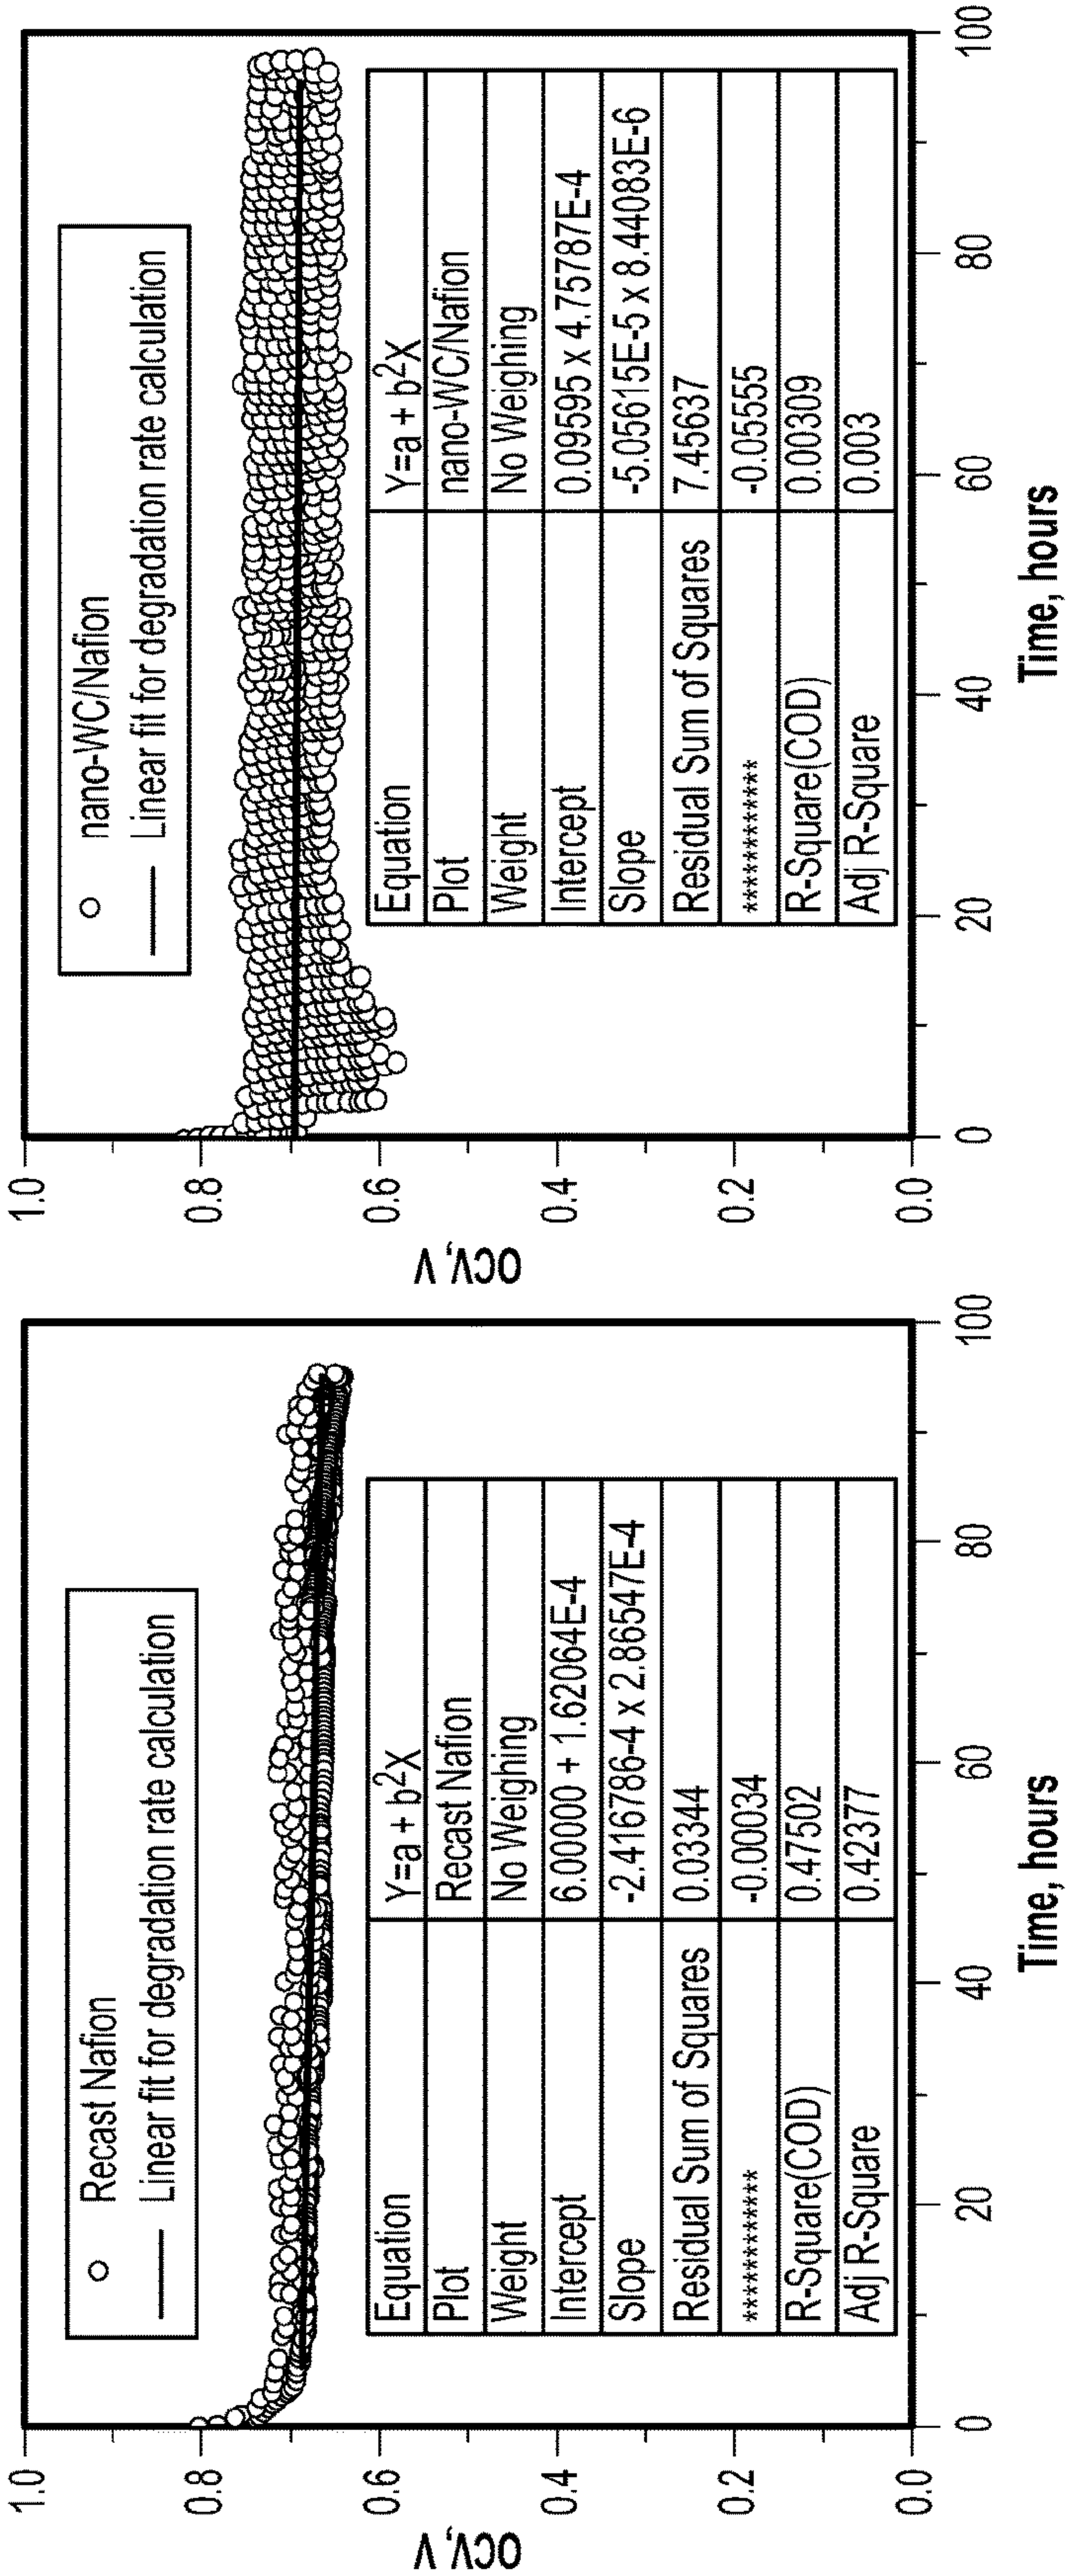 1.0
0.8
0.6
0.4
0.2
0.0
OCV, V
○ Recast Nafion
— Linear fit for degradation rate calculation
Equation Y=a + b²X
Plot Recast Nafion
Weight No Weighing
Intercept 6.00000 + 1.62064E-4
Slope -2.416786-4 x 2.86547E-4
Residual Sum of Squares 0.03344
*********** -0.00034
R-Square(COD) 0.47502
Adj R-Square 0.42377
0 20 40 60 80 100
Time, hours
1.0
0.8
0.6
0.4
0.2
0.0
OCV, V
○ nano-WC/Nafion
— Linear fit for degradation rate calculation
Equation Y=a + b²X
Plot nano-WC/Nafion
Weight No Weighing
Intercept 0.09595 x 4.75787E-4
Slope -5.05615E-5 x 8.44083E-6
Residual Sum of Squares 7.45637
*********** -0.05555
R-Square(COD) 0.00309
Adj R-Square 0.003
0 20 40 60 80 100
Time, hours